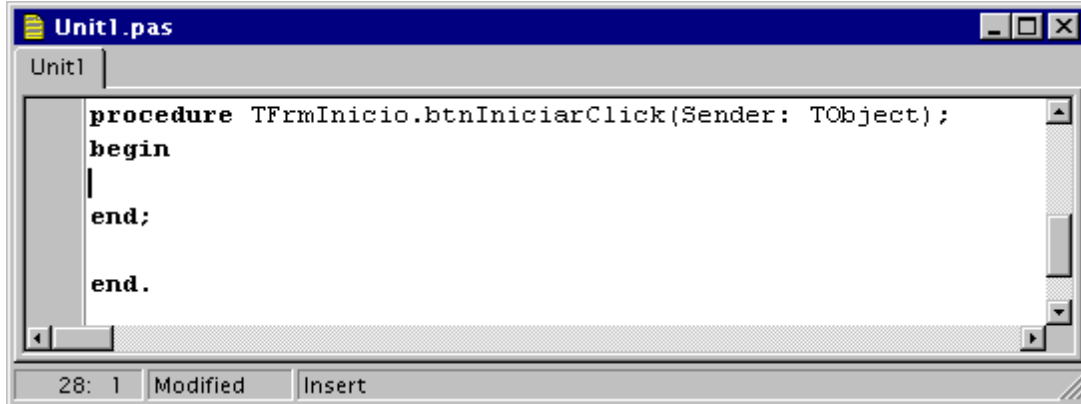 Unit1.pas
Unit1
procedure TFrmInicio.btnIniciarClick(Sender: TObject);
begin
end;
end.
28: 1 Modified Insert